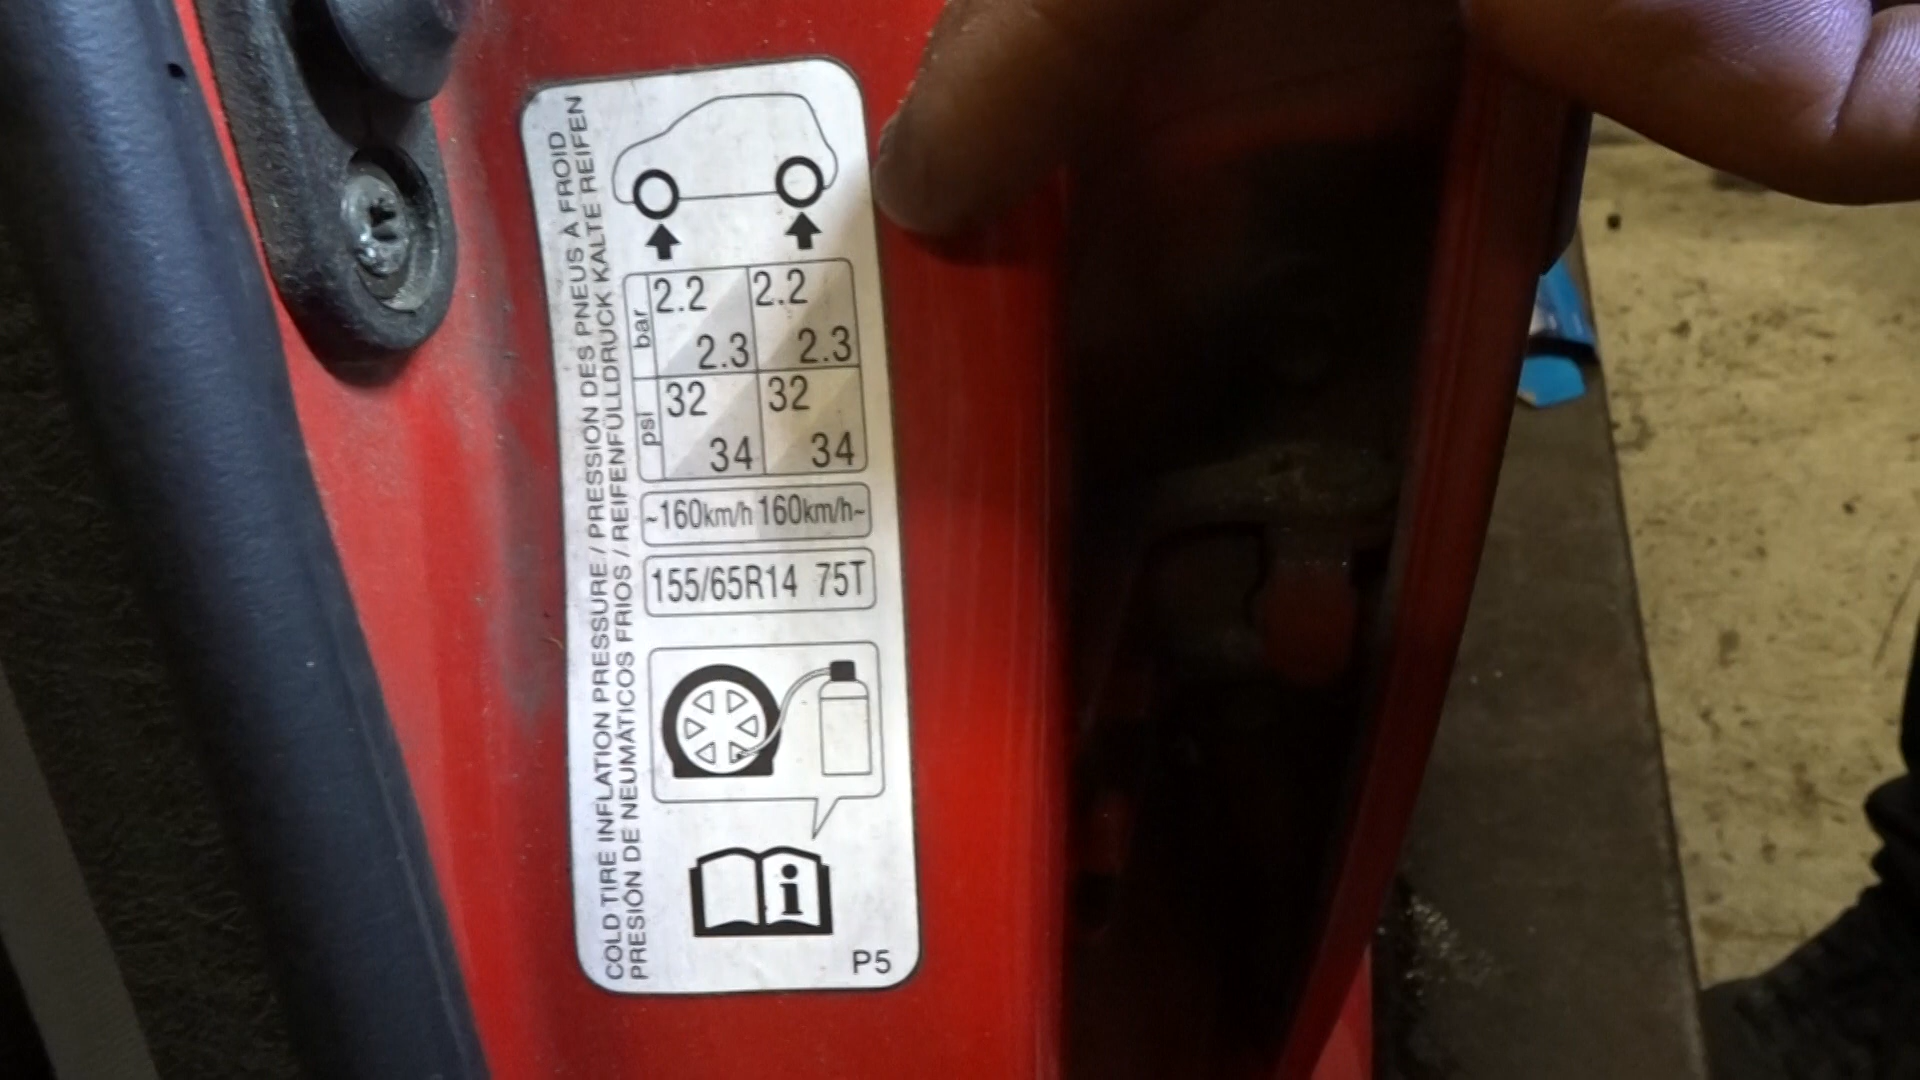 COLD TIRE INFLATION PRESSURE / PRESSION DES PNEUS À FROID
PRESIÓN DE NEUMÁTICOS FRIOS / REIFENFÜLLDRUCK KALTE REIFEN
bar 2.2 2.2
2.3 2.3
psi 32 32
34 34
~160km/h 160km/h~
155/65R14 75T
i
P5